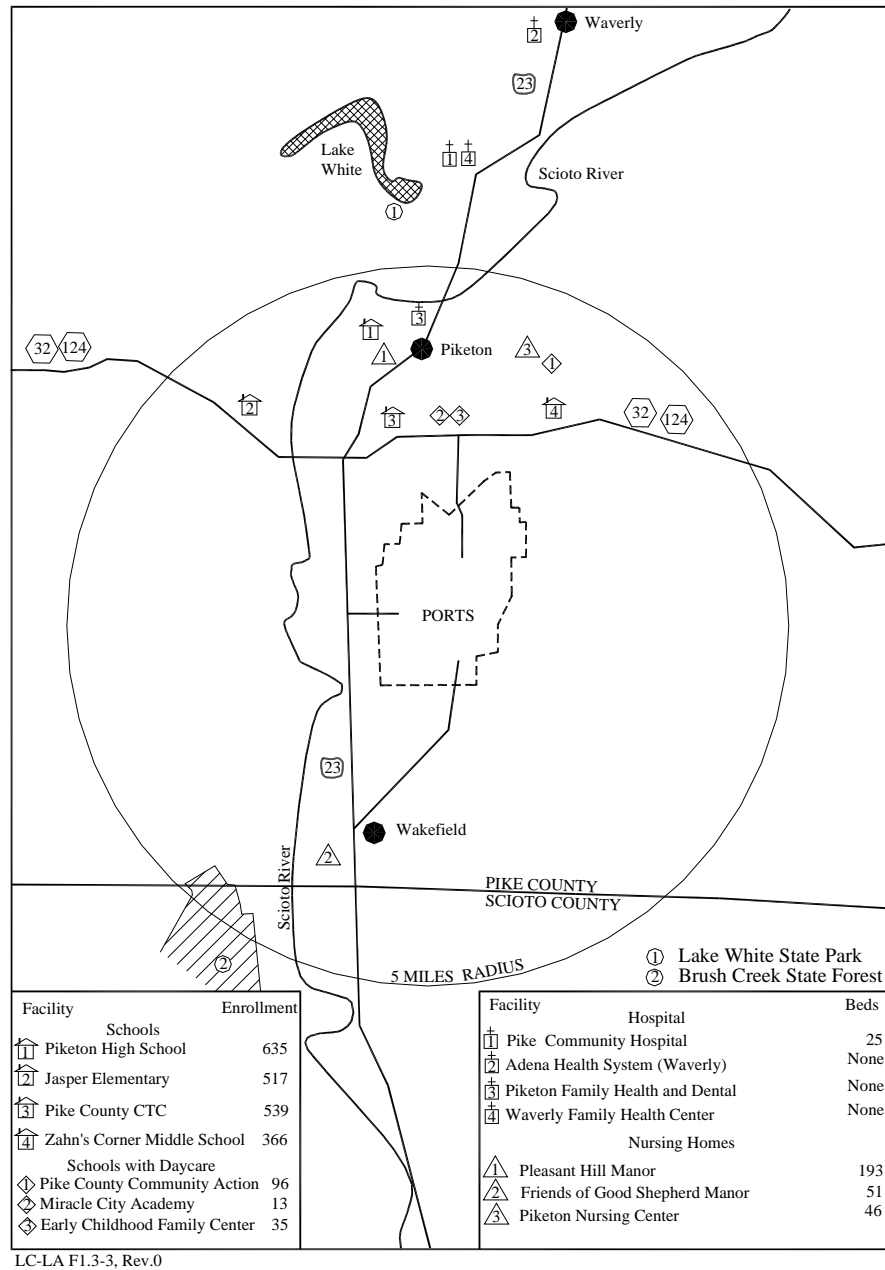 Waverly
2
23
Lake
White
1 4
Scioto River
1
3
1
32 124
Piketon
1
3
1
2
3
2 3
4
32 124
PORTS
23
Wakefield
2
Scioto River
PIKE COUNTY
SCIOTO COUNTY
2
5 MILES RADIUS
1 Lake White State Park
2 Brush Creek State Forest
Facility Enrollment
Schools
1 Piketon High School 635
2 Jasper Elementary 517
3 Pike County CTC 539
4 Zahn's Corner Middle School 366
Schools with Daycare
1 Pike County Community Action 96
2 Miracle City Academy 13
3 Early Childhood Family Center 35
Facility Beds
Hospital
1 Pike Community Hospital 25
2 Adena Health System (Waverly) None
3 Piketon Family Health and Dental None
4 Waverly Family Health Center None
Nursing Homes
1 Pleasant Hill Manor 193
2 Friends of Good Shepherd Manor 51
3 Piketon Nursing Center 46
LC-LA F1.3-3, Rev.0